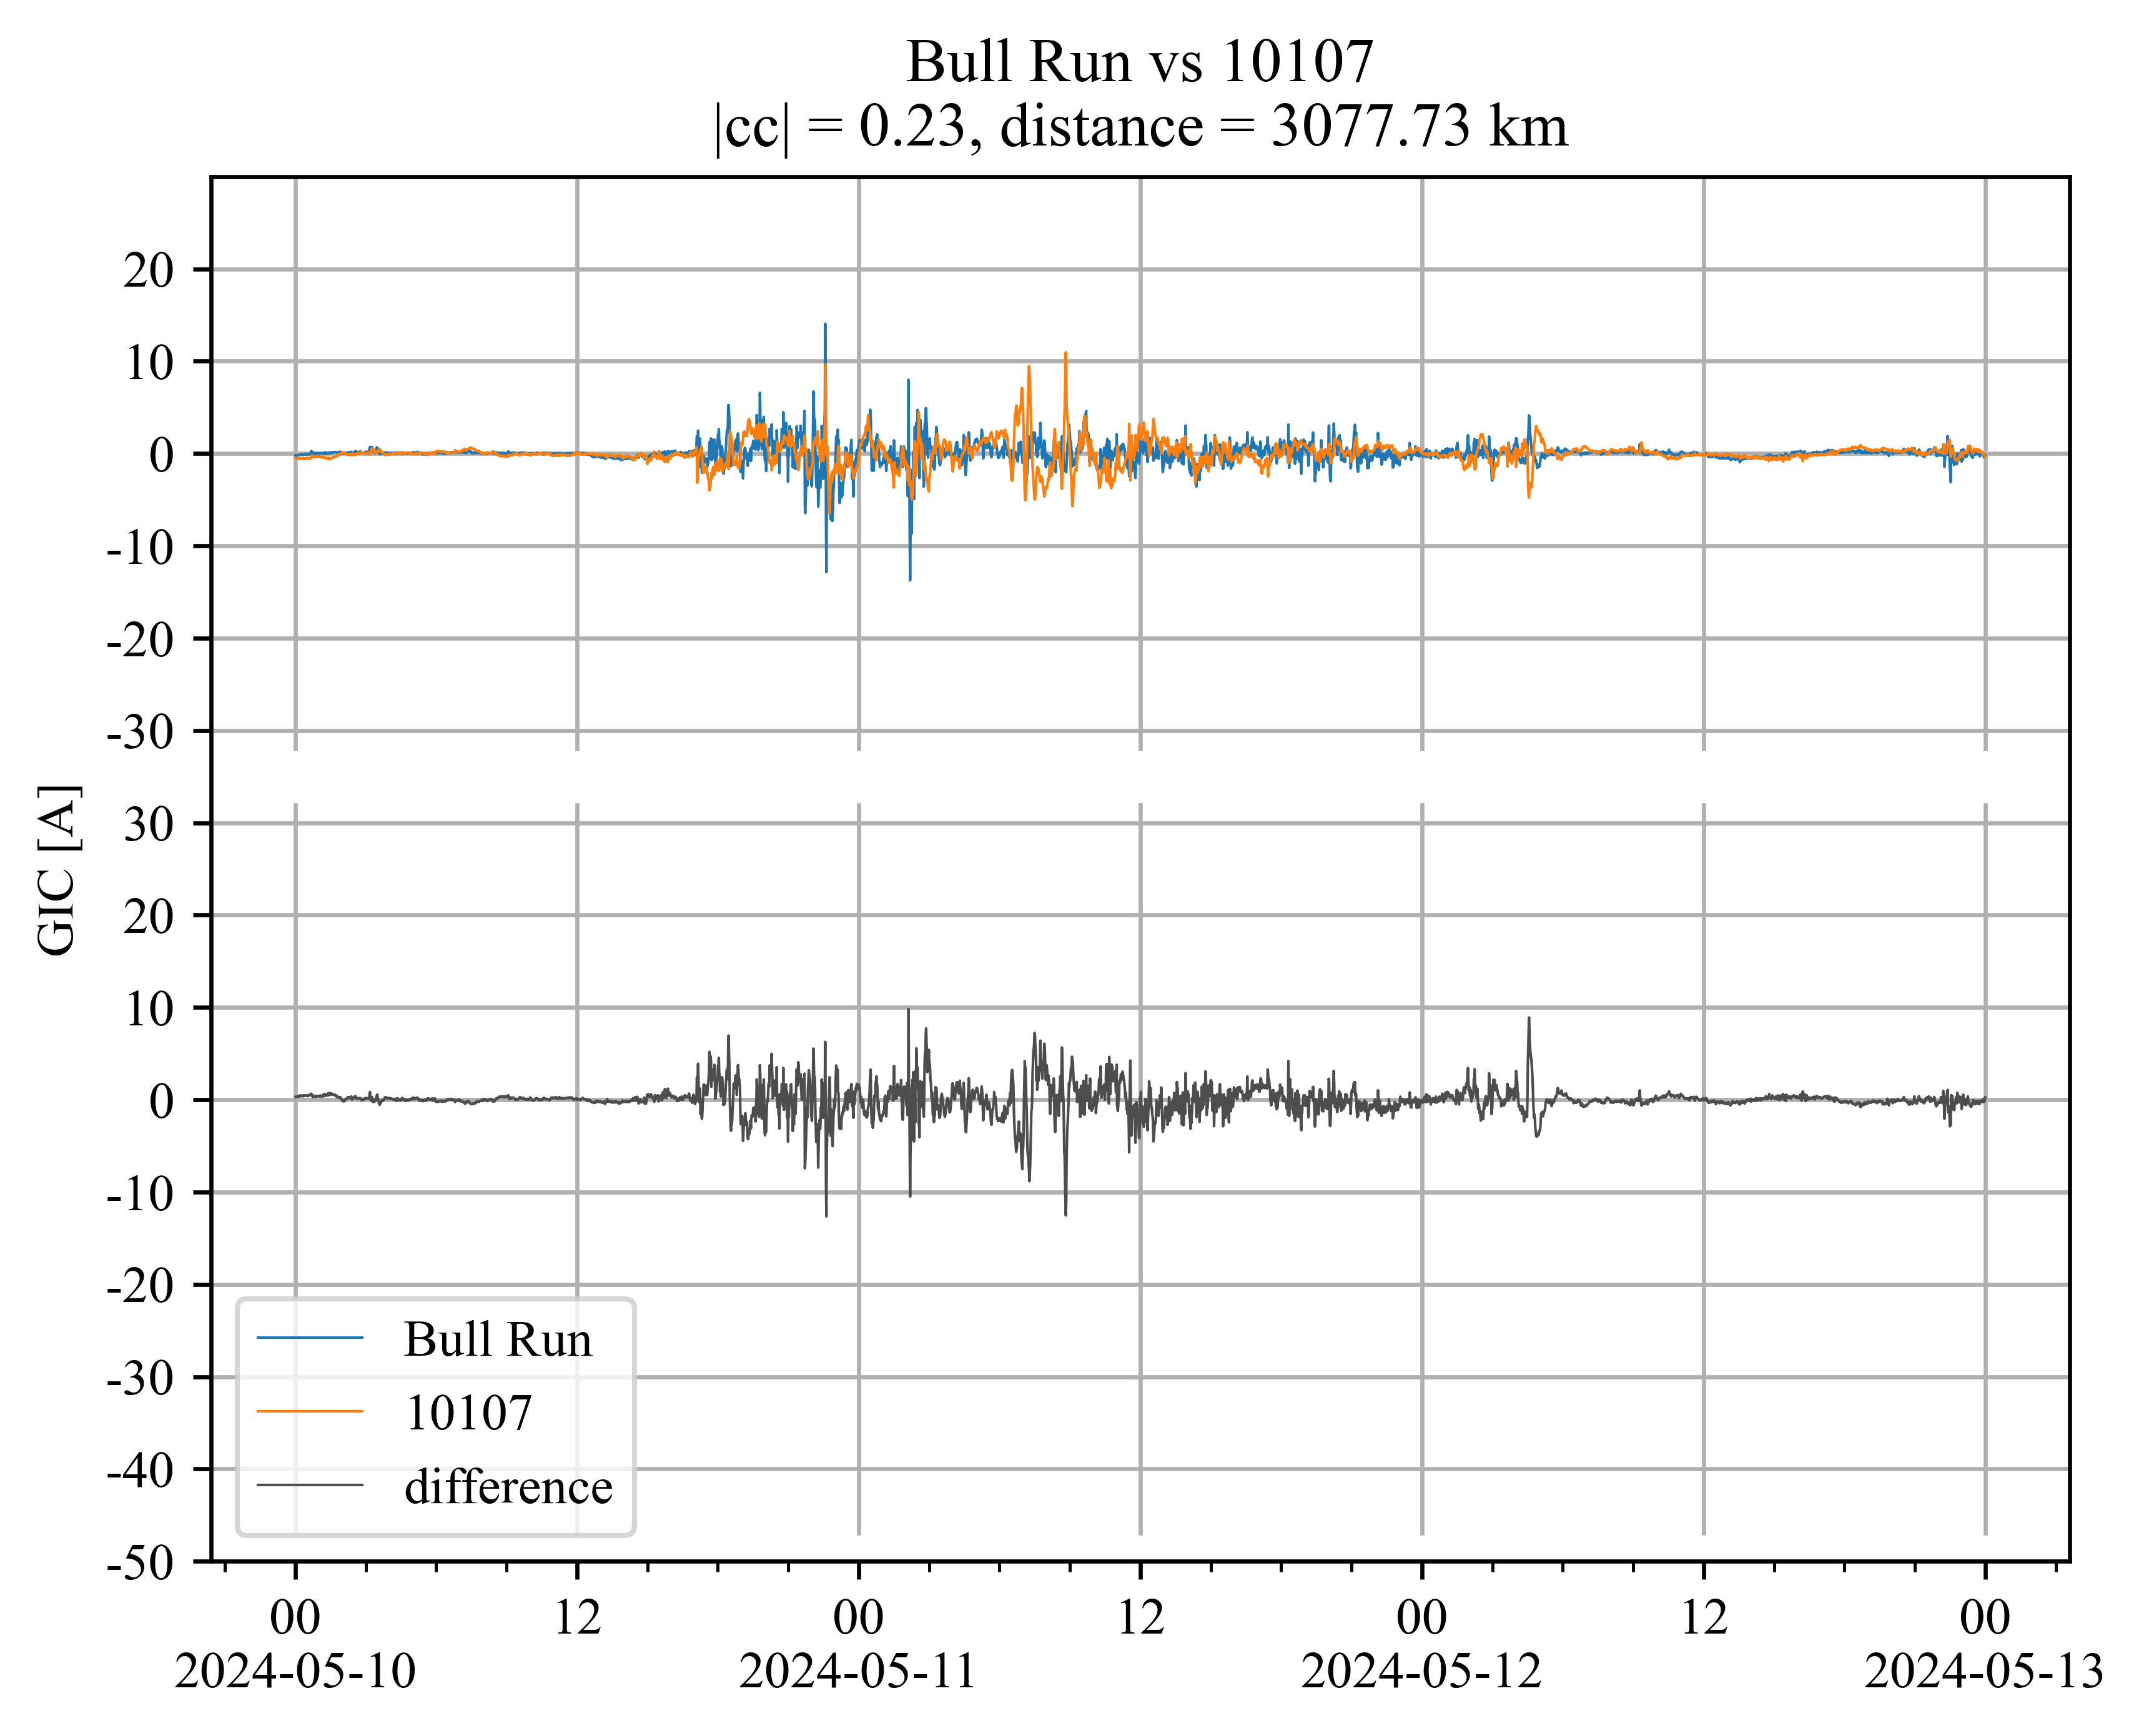 Bull Run vs 10107
|cc| = 0.23, distance = 3077.73 km
20
10
0
-10
-20
-30
30
20
10
0
-10
-20
-30
-40
-50
GIC [A]
Bull Run
10107
difference
00 12 00 12 00 12 00
2024-05-10 2024-05-11 2024-05-12 2024-05-13